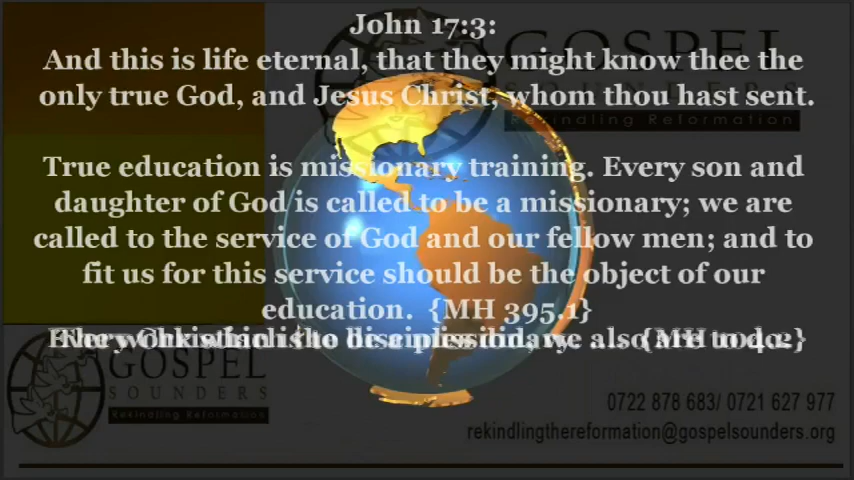 John 17:3:
And this is life eternal, that they might know thee the
only true God, and Jesus Christ, whom thou hast sent.
GOSPEL
SOUNDERS
Rekindling Reformation
True education is missionary training. Every son and
daughter of God is called to be a missionary; we are
called to the service of God and our fellow men; and to
fit us for this service should be the object of our
education. {MH 395.1}
GOSPEL
SOUNDERS
Rekindling Reformation
0722 878 683/ 0721 627 977
rekindlingthereformation@gospelsounders.org